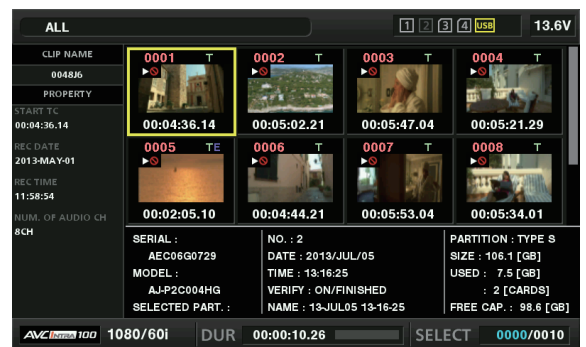 ALL
1 2 3 4 USB 13.6V
CLIP NAME
0048J6
PROPERTY
START TC
00:04:36.14
REC DATE
2013-MAY-01
REC TIME
11:58:54
NUM. OF AUDIO CH
8CH
0001 T
00:04:36.14
0002 T
00:05:02.21
0003 T
00:05:47.04
0004 T
00:05:21.29
0005 TE
00:02:05.10
0006 T
00:04:44.21
0007 T
00:05:53.04
0008 T
00:05:34.01
SERIAL :
AEC06G0729
MODEL :
AJ-P2C004HG
SELECTED PART. :
NO. : 2
DATE : 2013/JUL/05
TIME : 13:16:25
VERIFY : ON/FINISHED
NAME : 13-JUL05 13-16-25
PARTITION : TYPE S
SIZE : 106.1 [GB]
USED : 7.5 [GB]
: 2 [CARDS]
FREE CAP. : 98.6 [GB]
AVC INTRA 100 1080/60i DUR 00:00:10.26 SELECT 0000/0010